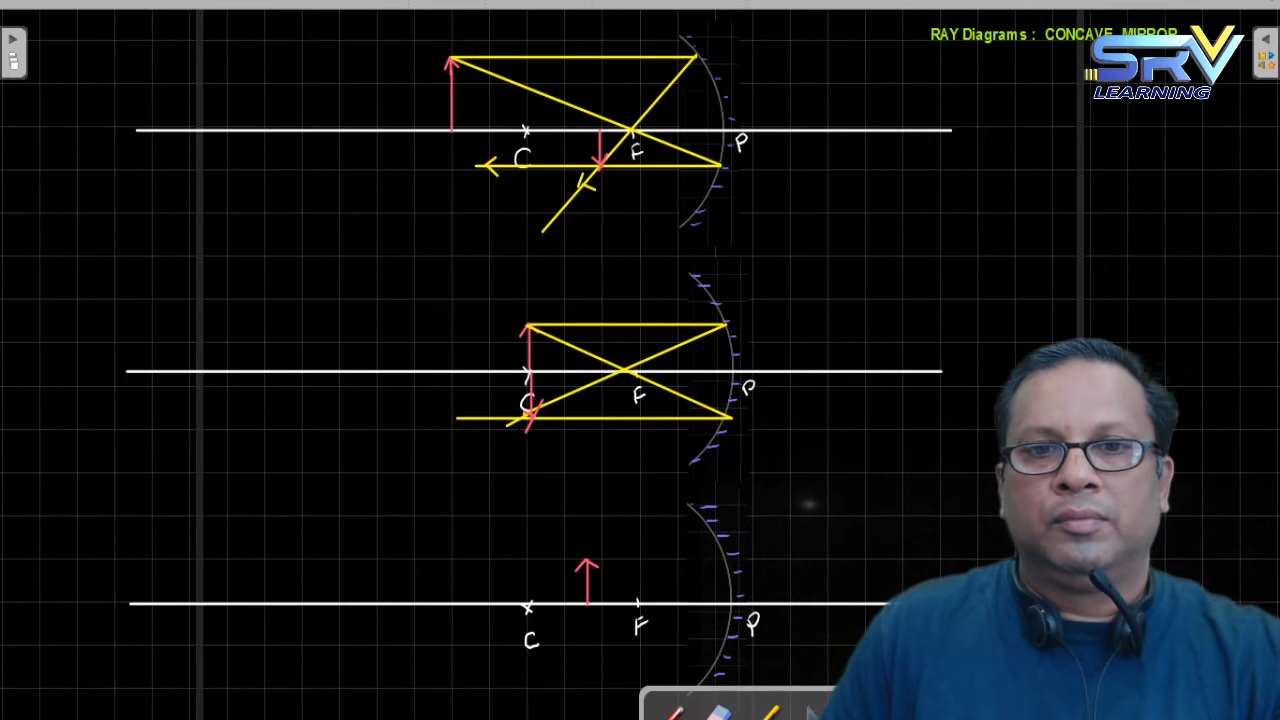 RAY Diagrams : CONCAVE MIRROR
SRV
LEARNING
C F P
C F P
C F P